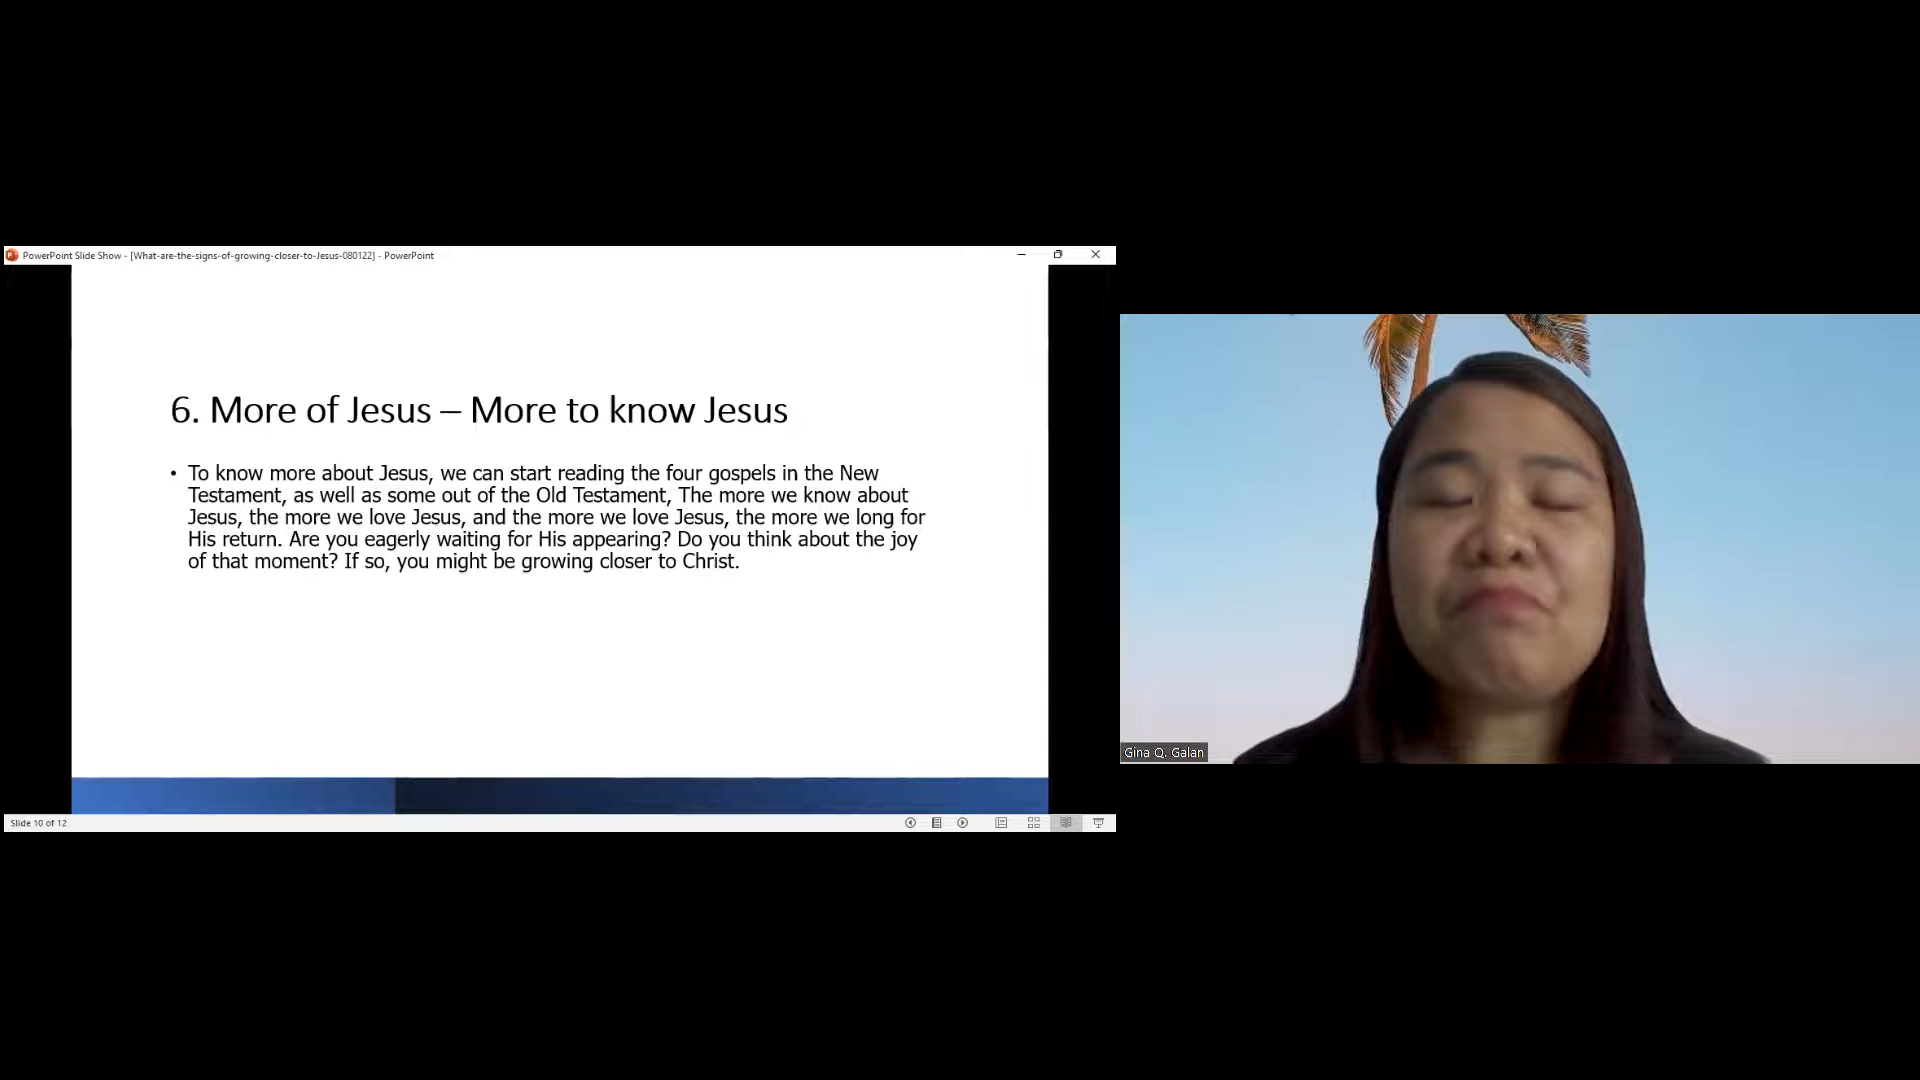 PowerPoint Slide Show - [What-are-the-signs-of-growing-closer-to-Jesus-080122] - PowerPoint
6. More of Jesus – More to know Jesus
• To know more about Jesus, we can start reading the four gospels in the New
Testament, as well as some out of the Old Testament, The more we know about
Jesus, the more we love Jesus, and the more we love Jesus, the more we long for
His return. Are you eagerly waiting for His appearing? Do you think about the joy
of that moment? If so, you might be growing closer to Christ.
Gina Q. Galan
Slide 10 of 12